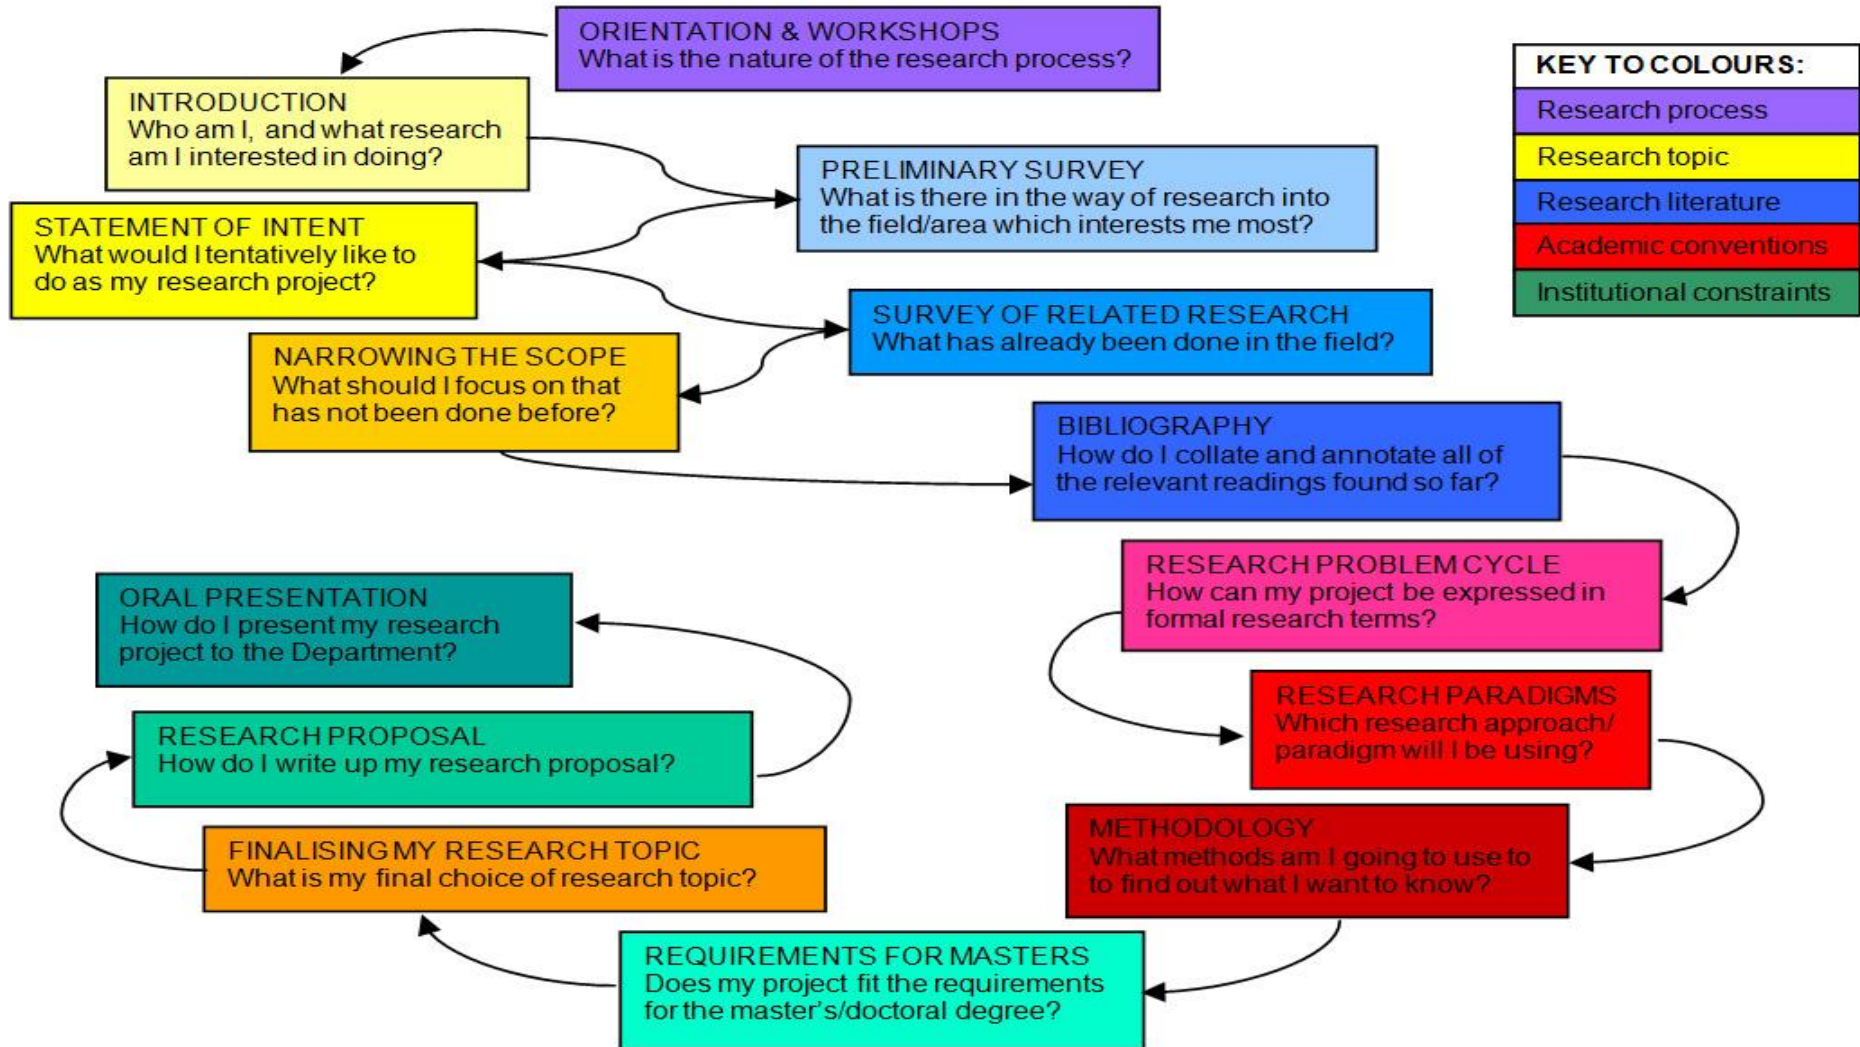 ORIENTATION & WORKSHOPS
What is the nature of the research process?
KEY TO COLOURS:
Research process
Research topic
Research literature
Academic conventions
Institutional constraints
INTRODUCTION
Who am I, and what research
am I interested in doing?
PRELIMINARY SURVEY
What is there in the way of research into
the field/area which interests me most?
STATEMENT OF INTENT
What would I tentatively like to
do as my research project?
SURVEY OF RELATED RESEARCH
What has already been done in the field?
NARROWING THE SCOPE
What should I focus on that
has not been done before?
BIBLIOGRAPHY
How do I collate and annotate all of
the relevant readings found so far?
RESEARCH PROBLEM CYCLE
How can my project be expressed in
formal research terms?
RESEARCH PARADIGMS
Which research approach/
paradigm will I be using?
METHODOLOGY
What methods am I going to use to
to find out what I want to know?
REQUIREMENTS FOR MASTERS
Does my project fit the requirements
for the master's/doctoral degree?
FINALISING MY RESEARCH TOPIC
What is my final choice of research topic?
RESEARCH PROPOSAL
How do I write up my research proposal?
ORAL PRESENTATION
How do I present my research
project to the Department?